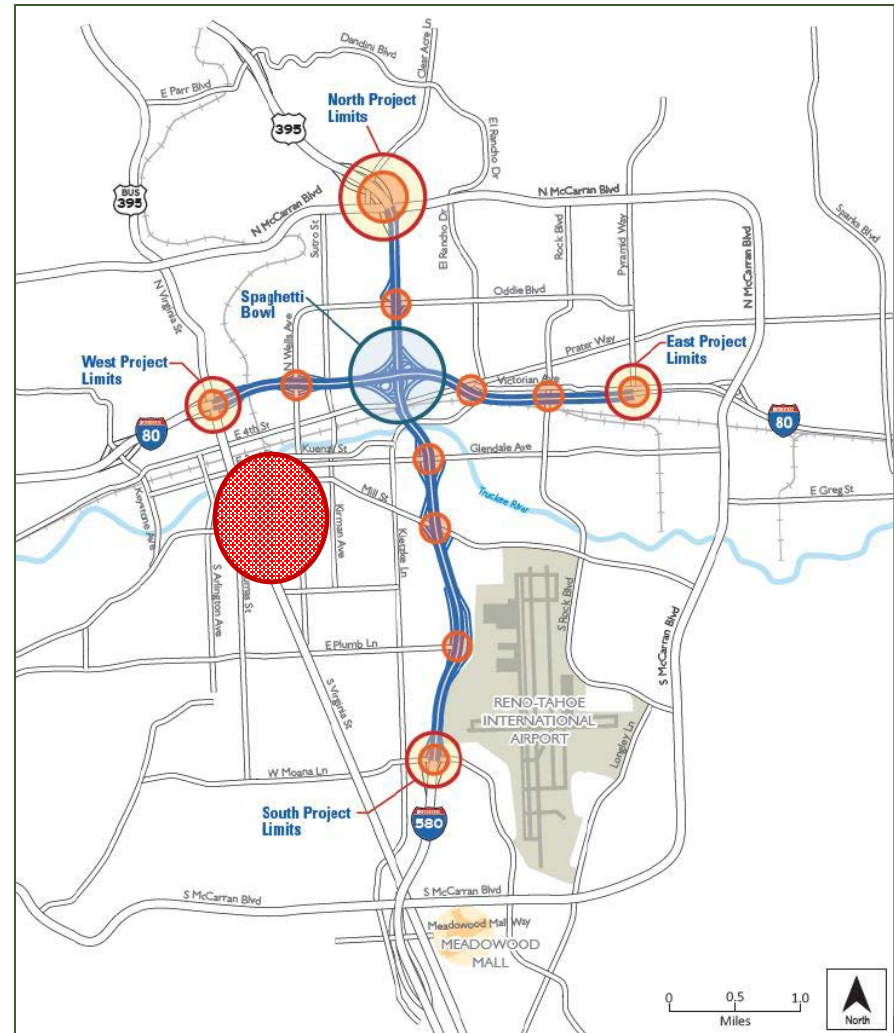 Dandini Blvd
Clear Acre Ln
E Parr Blvd
North Project
Limits
395
El Rancho Dr
BUS
395
N McCarran Blvd
N McCarran Blvd
Sutro St
El Rancho Dr
Rock Blvd
Pyramid Way
N McCarran Blvd
Sparks Blvd
N Virginia St
Spaghetti
Bowl
Oddie Blvd
N Wells Ave
Prater Way
West Project
Limits
East Project
Limits
Victorian Ave
80
80
E 4th St
Kuenzli St
Glendale Ave
Keystone Ave
Mill St
Truckee River
E Greg St
Kirman Ave
Kietzke Ln
S Arlington Ave
S Rock Blvd
S McCarran Blvd
E Plumb Ln
S Virginia St
RENO-TAHOE
INTERNATIONAL
AIRPORT
Longley Ln
W Moana Ln
South Project
Limits
580
S McCarran Blvd
S McCarran Blvd
Meadowood Mall Way
MEADOWOOD
MALL
0 0.5 1.0
Miles
North